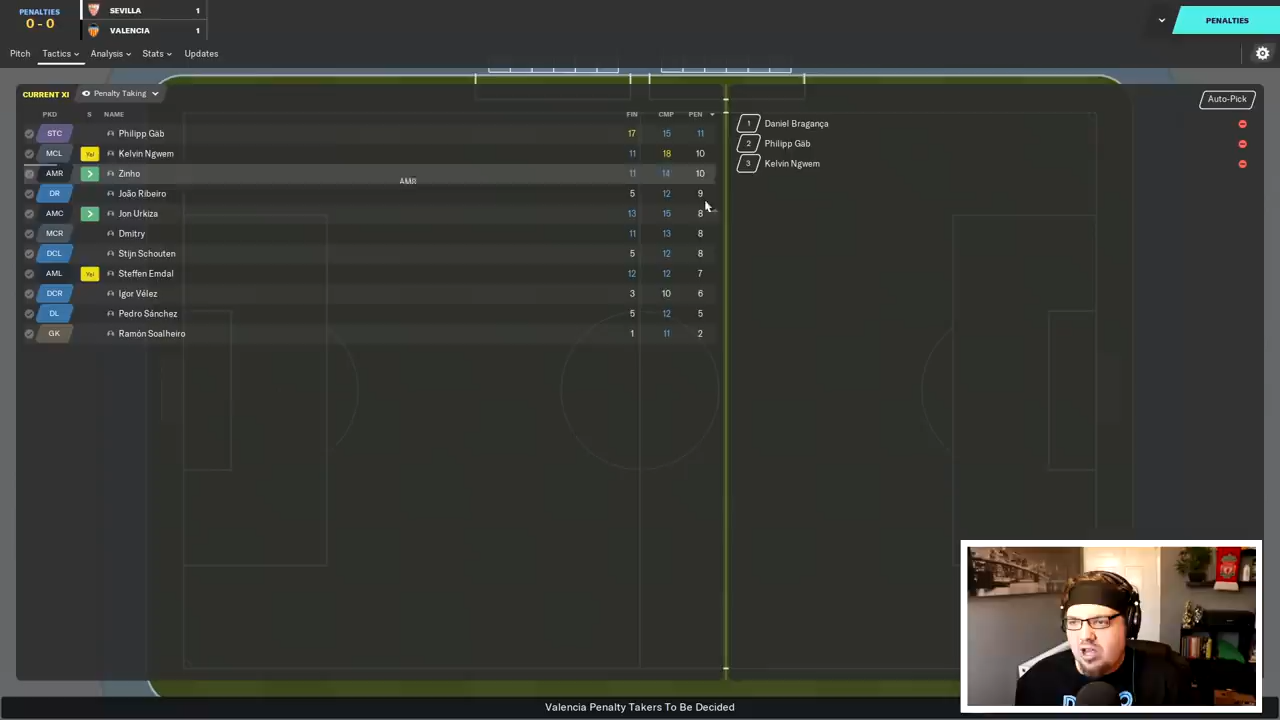 PENALTIES
0 - 0
SEVILLA 1
VALENCIA 1
PENALTIES
Pitch Tactics Analysis Stats Updates
CURRENT XI Penalty Taking
Auto-Pick
PKD S NAME FIN CMP PEN
STC Philipp Gäb 17 15 11
MCL Kelvin Ngwem 11 18 10
AMR Zinho 11 14 10
AMR
DR João Ribeiro 5 12 9
AMC Jon Urkiza 13 15 8
MCR Dmitry 11 13 8
DCL Stijn Schouten 5 12 8
AML Steffen Emdal 12 12 7
DCR Igor Vélez 3 10 6
DL Pedro Sánchez 5 12 5
GK Ramón Soalheiro 1 11 2
1 Daniel Bragança
2 Philipp Gäb
3 Kelvin Ngwem
Valencia Penalty Takers To Be Decided